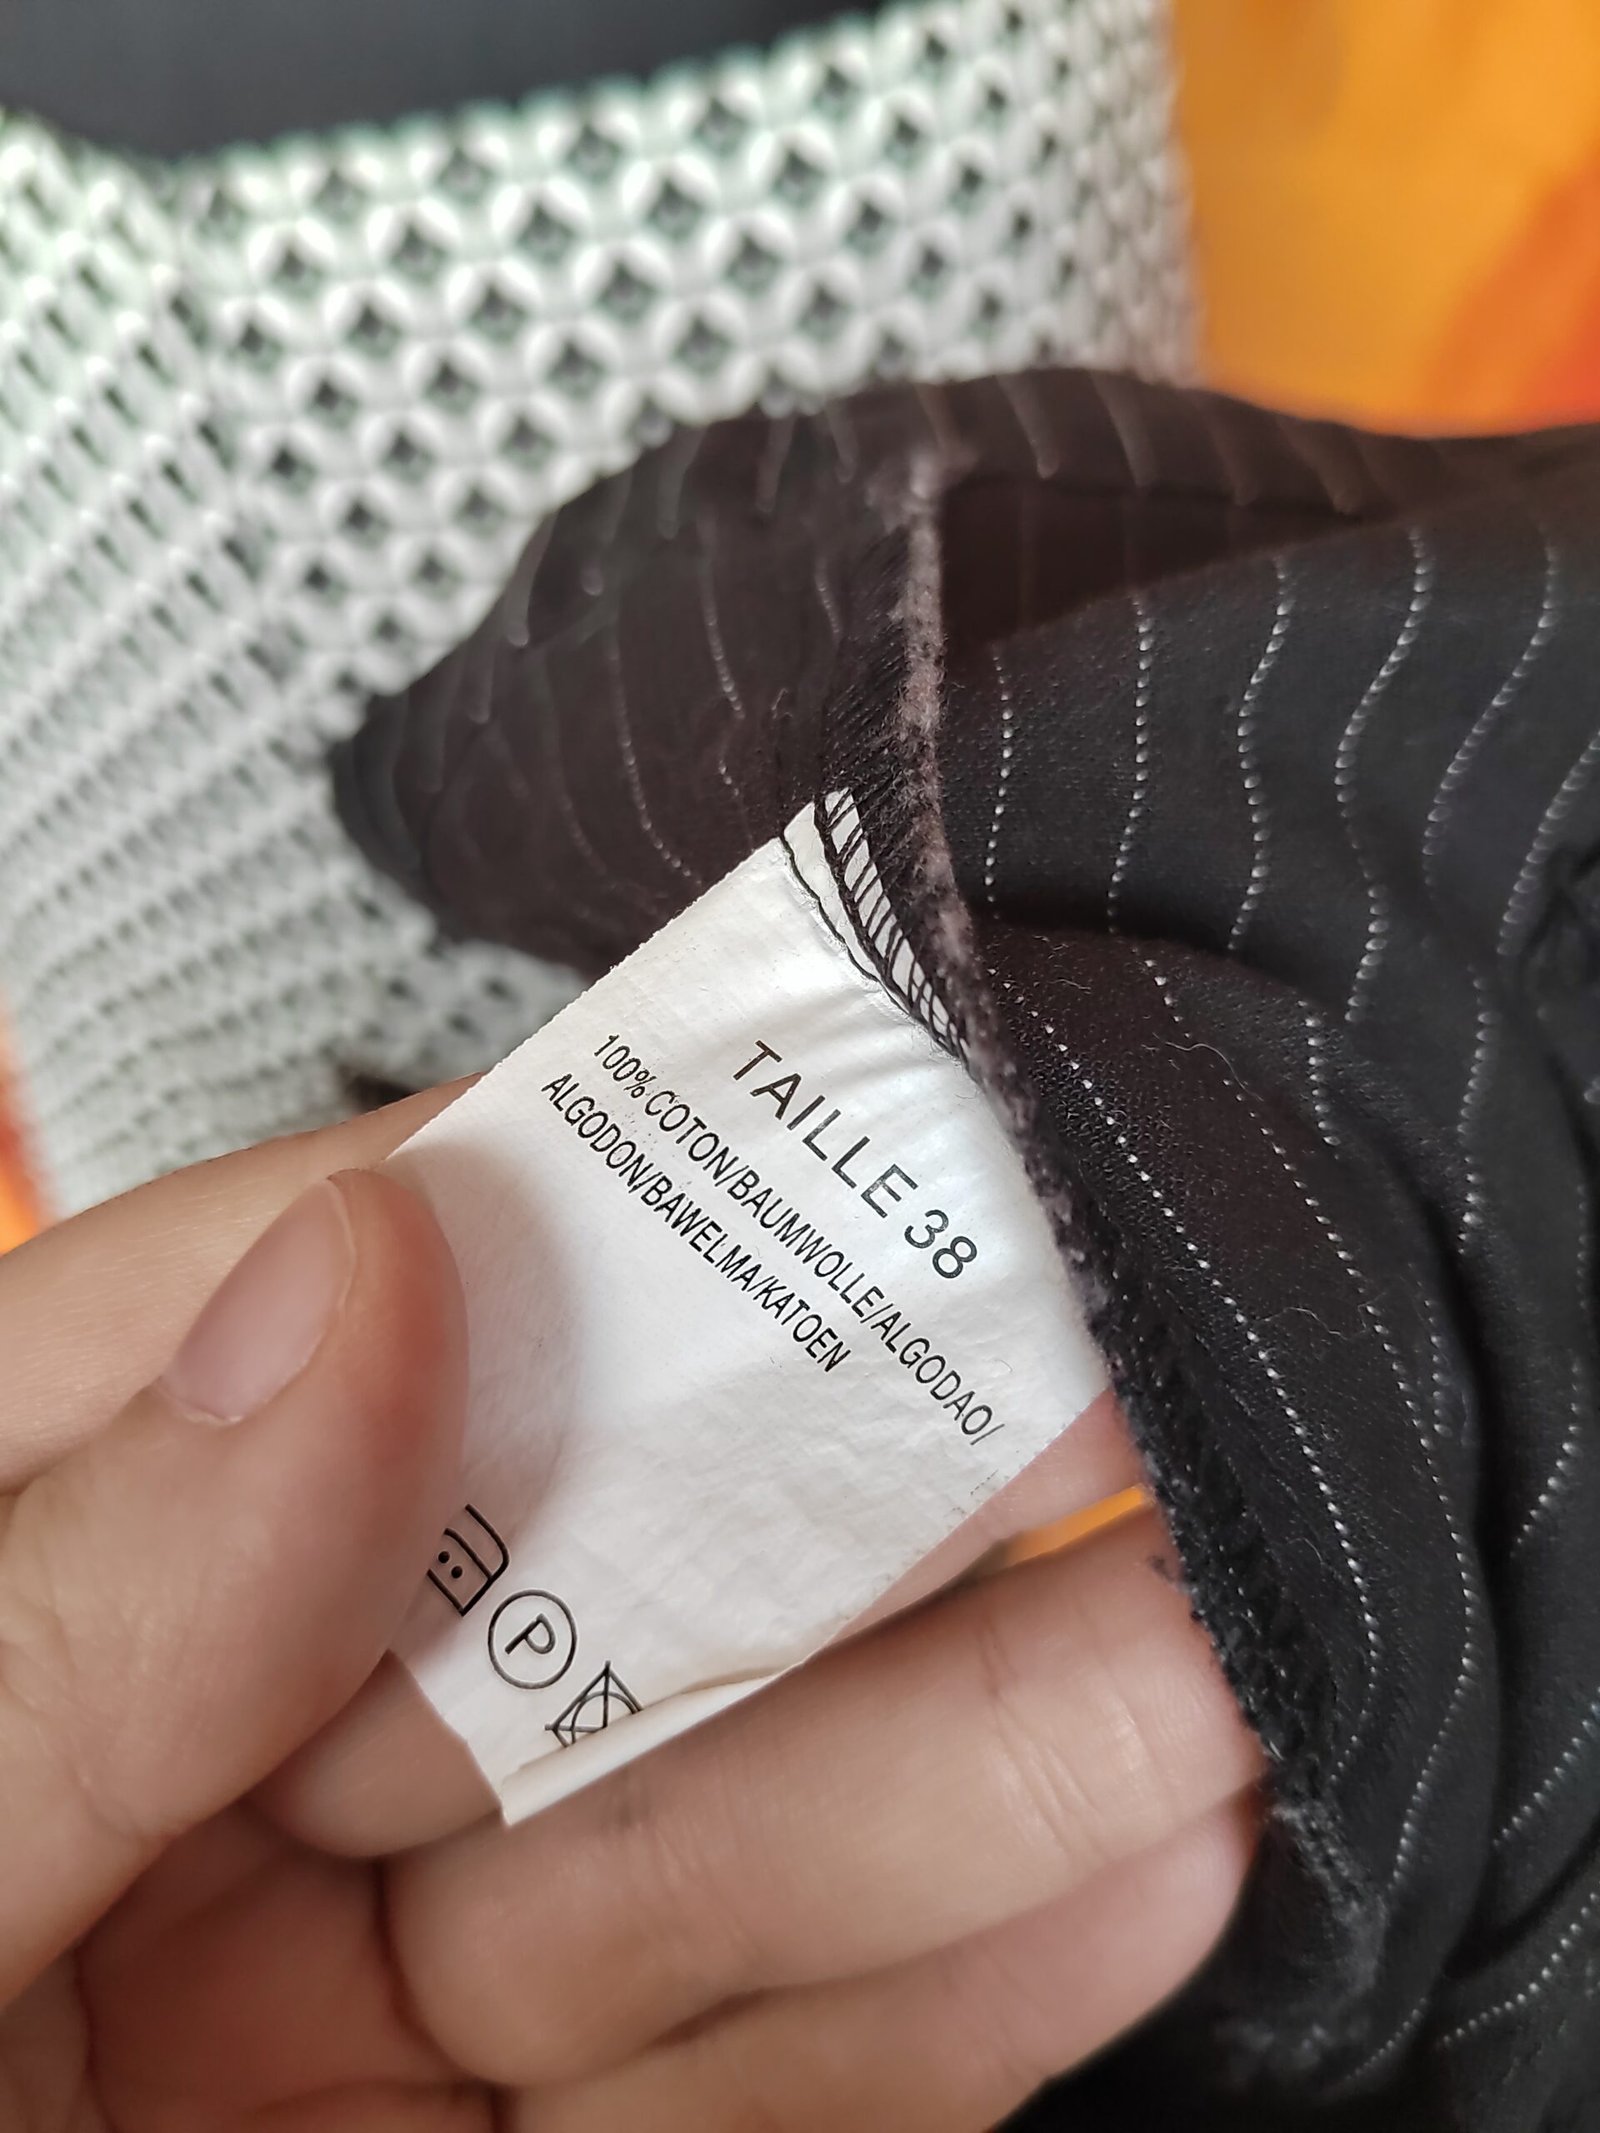 TAILLE 38
100% COTON/BAUMWOLLE/ALGODAO/
ALGODON/BAWELMA/KATOEN
P